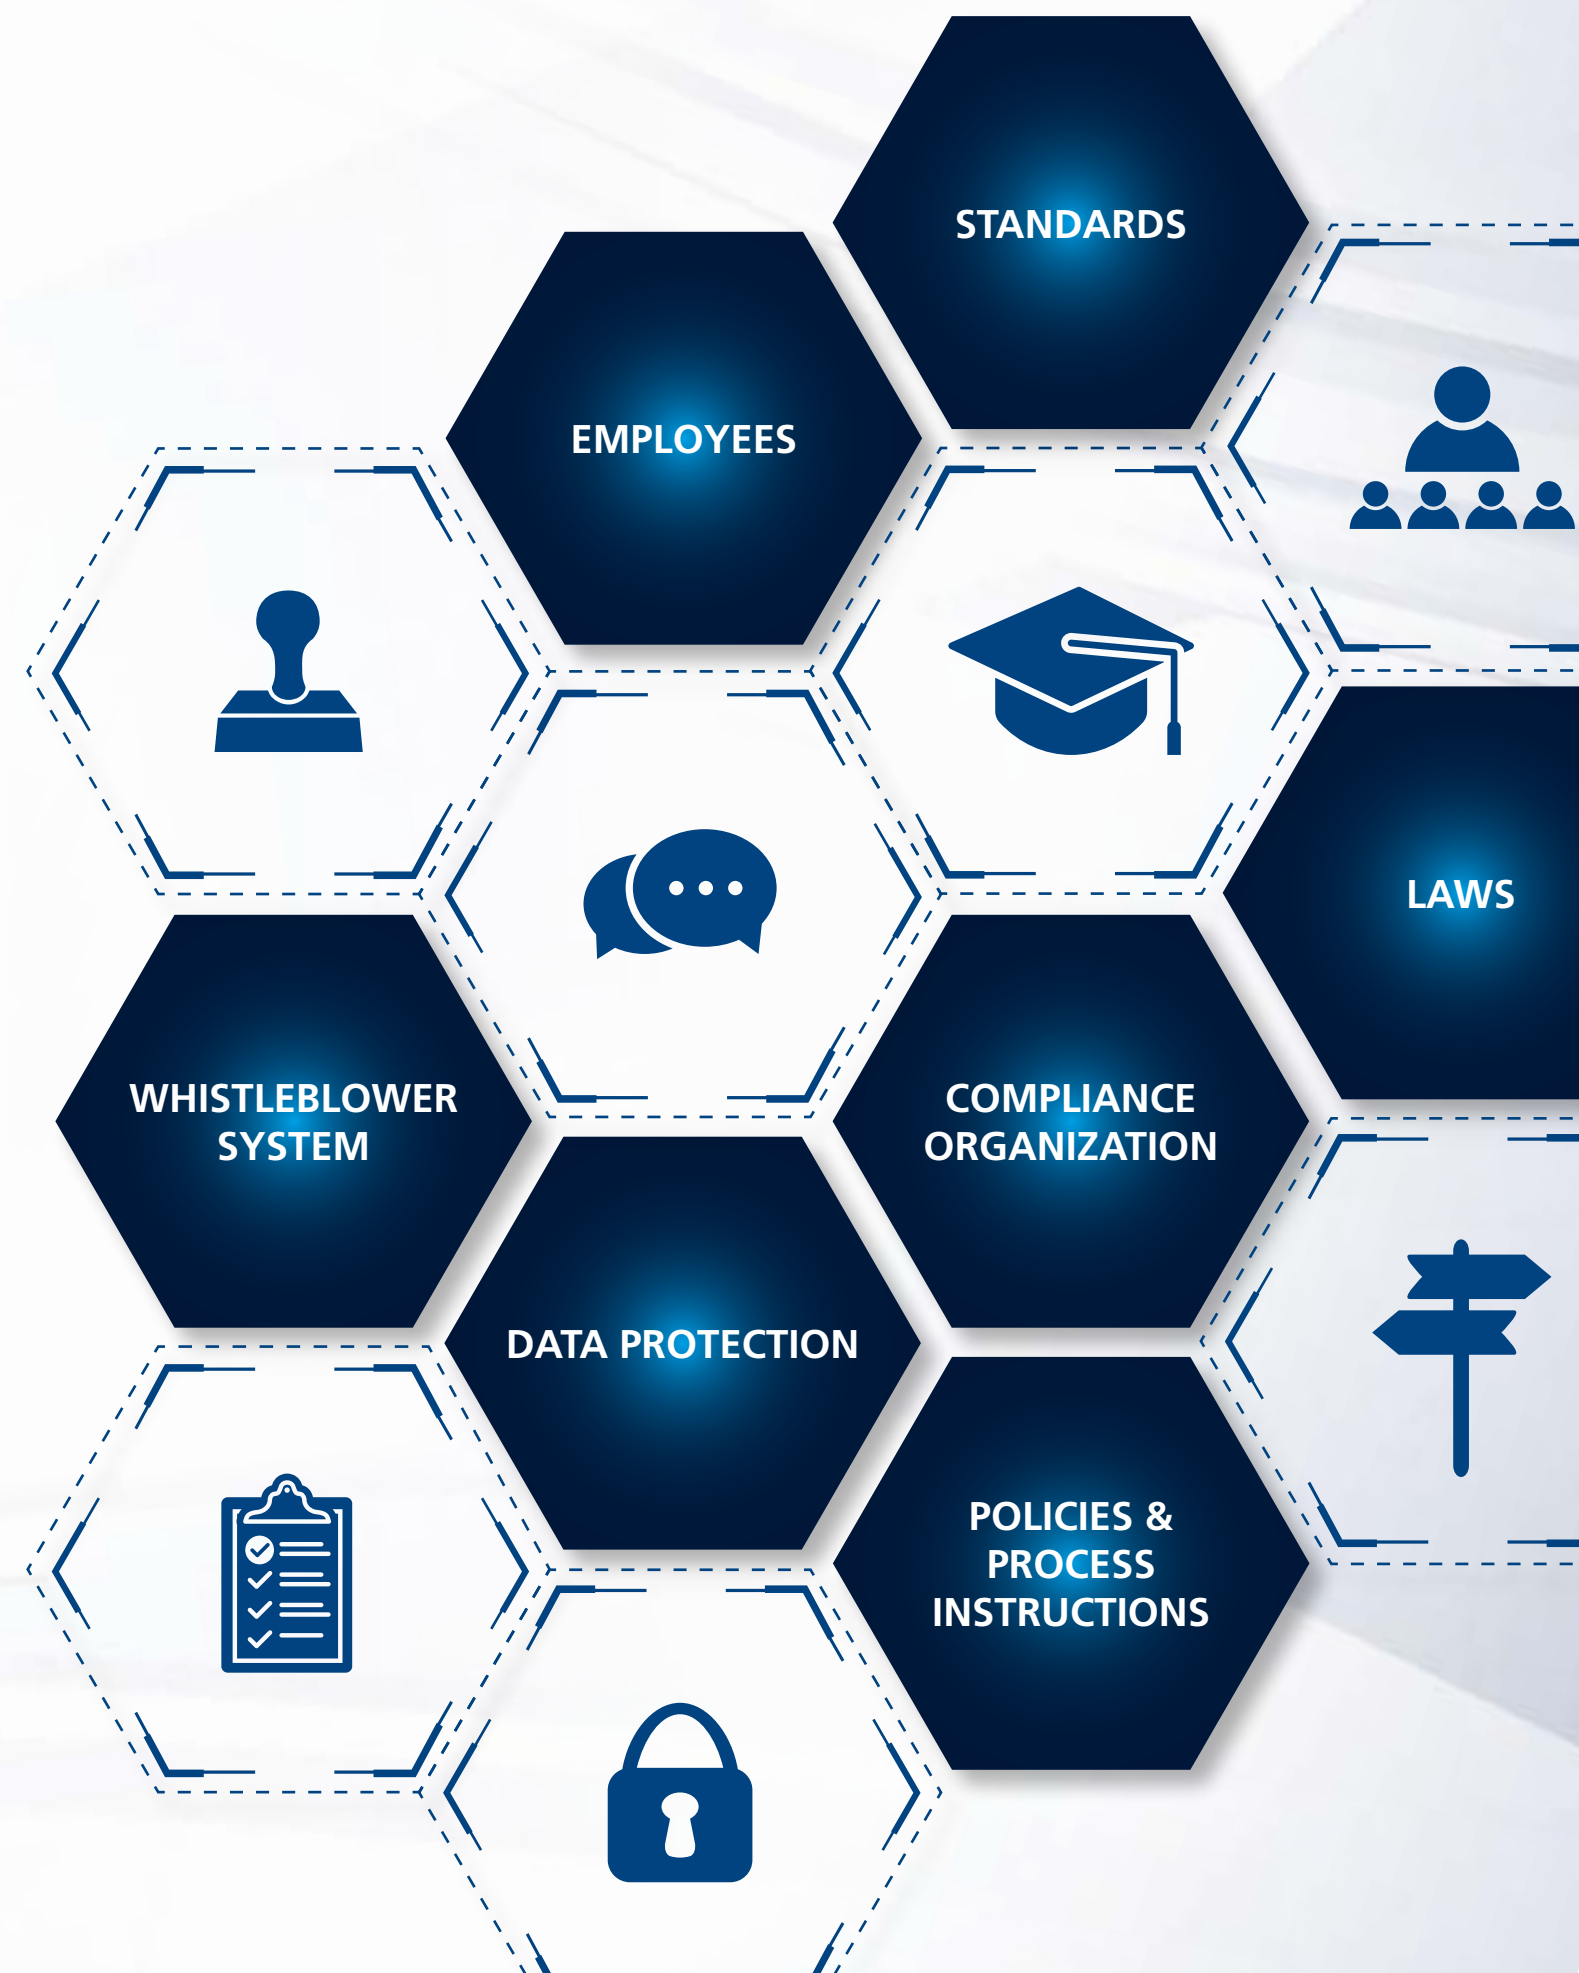 STANDARDS
EMPLOYEES
LAWS
WHISTLEBLOWER
SYSTEM
COMPLIANCE
ORGANIZATION
DATA PROTECTION
POLICIES &
PROCESS
INSTRUCTIONS